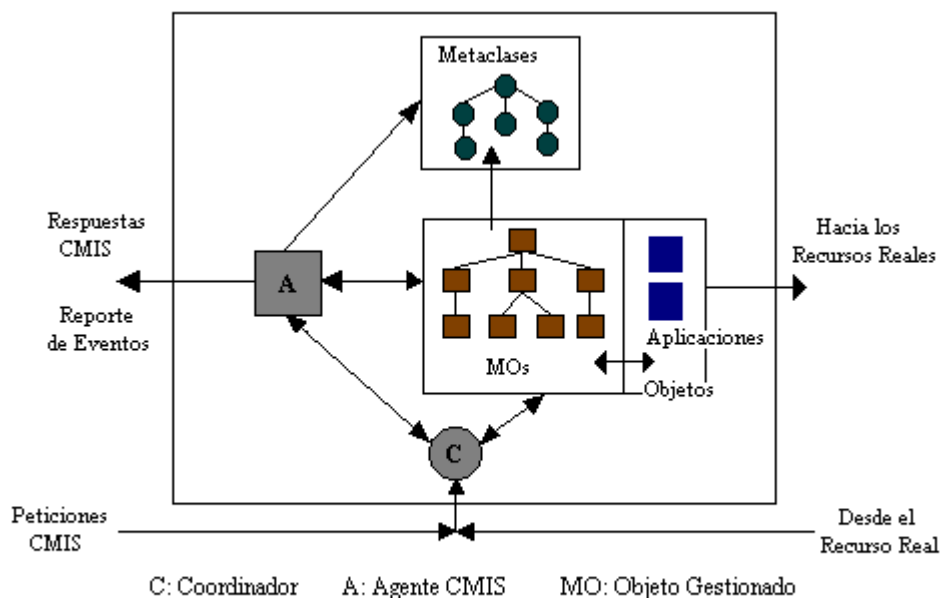 Metaclases
Respuestas
CMIS
Hacia los
Recursos Reales
A
Reporte
de Eventos
Aplicaciones
MOs
Objetos
C
Peticiones
CMIS
Desde el
Recurso Real
C: Coordinador A: Agente CMIS MO: Objeto Gestionado